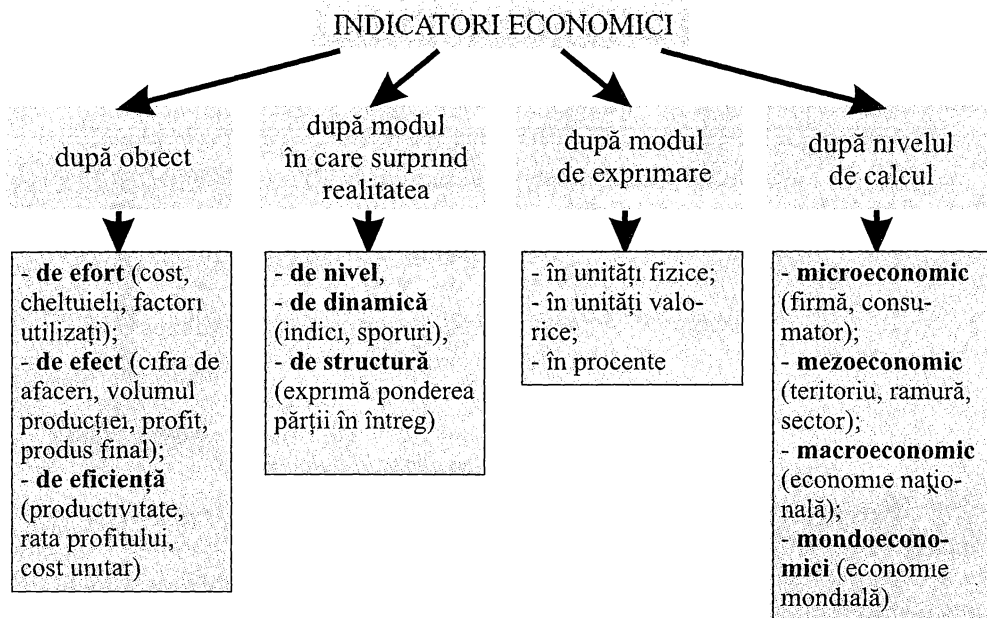 INDICATORI ECONOMICI
după obiect
- de efort (cost,
cheltuieli, factori
utilizați);
- de efect (cifra de
afaceri, volumul
producției, profit,
produs final);
- de eficiență
(productivitate,
rata profitului,
cost unitar)
după modul
în care surprind
realitatea
- de nivel,
- de dinamică
(indici, sporuri),
- de structură
(exprimă ponderea
părții în întreg)
după modul
de exprimare
- în unități fizice;
- în unități valo-
rice;
- în procente
după nivelul
de calcul
- microeconomic
(firmă, consu-
mator);
- mezoeconomic
(teritoriu, ramură,
sector);
- macroeconomic
(economie națio-
nală);
- mondoecono-
mici (economie
mondială)